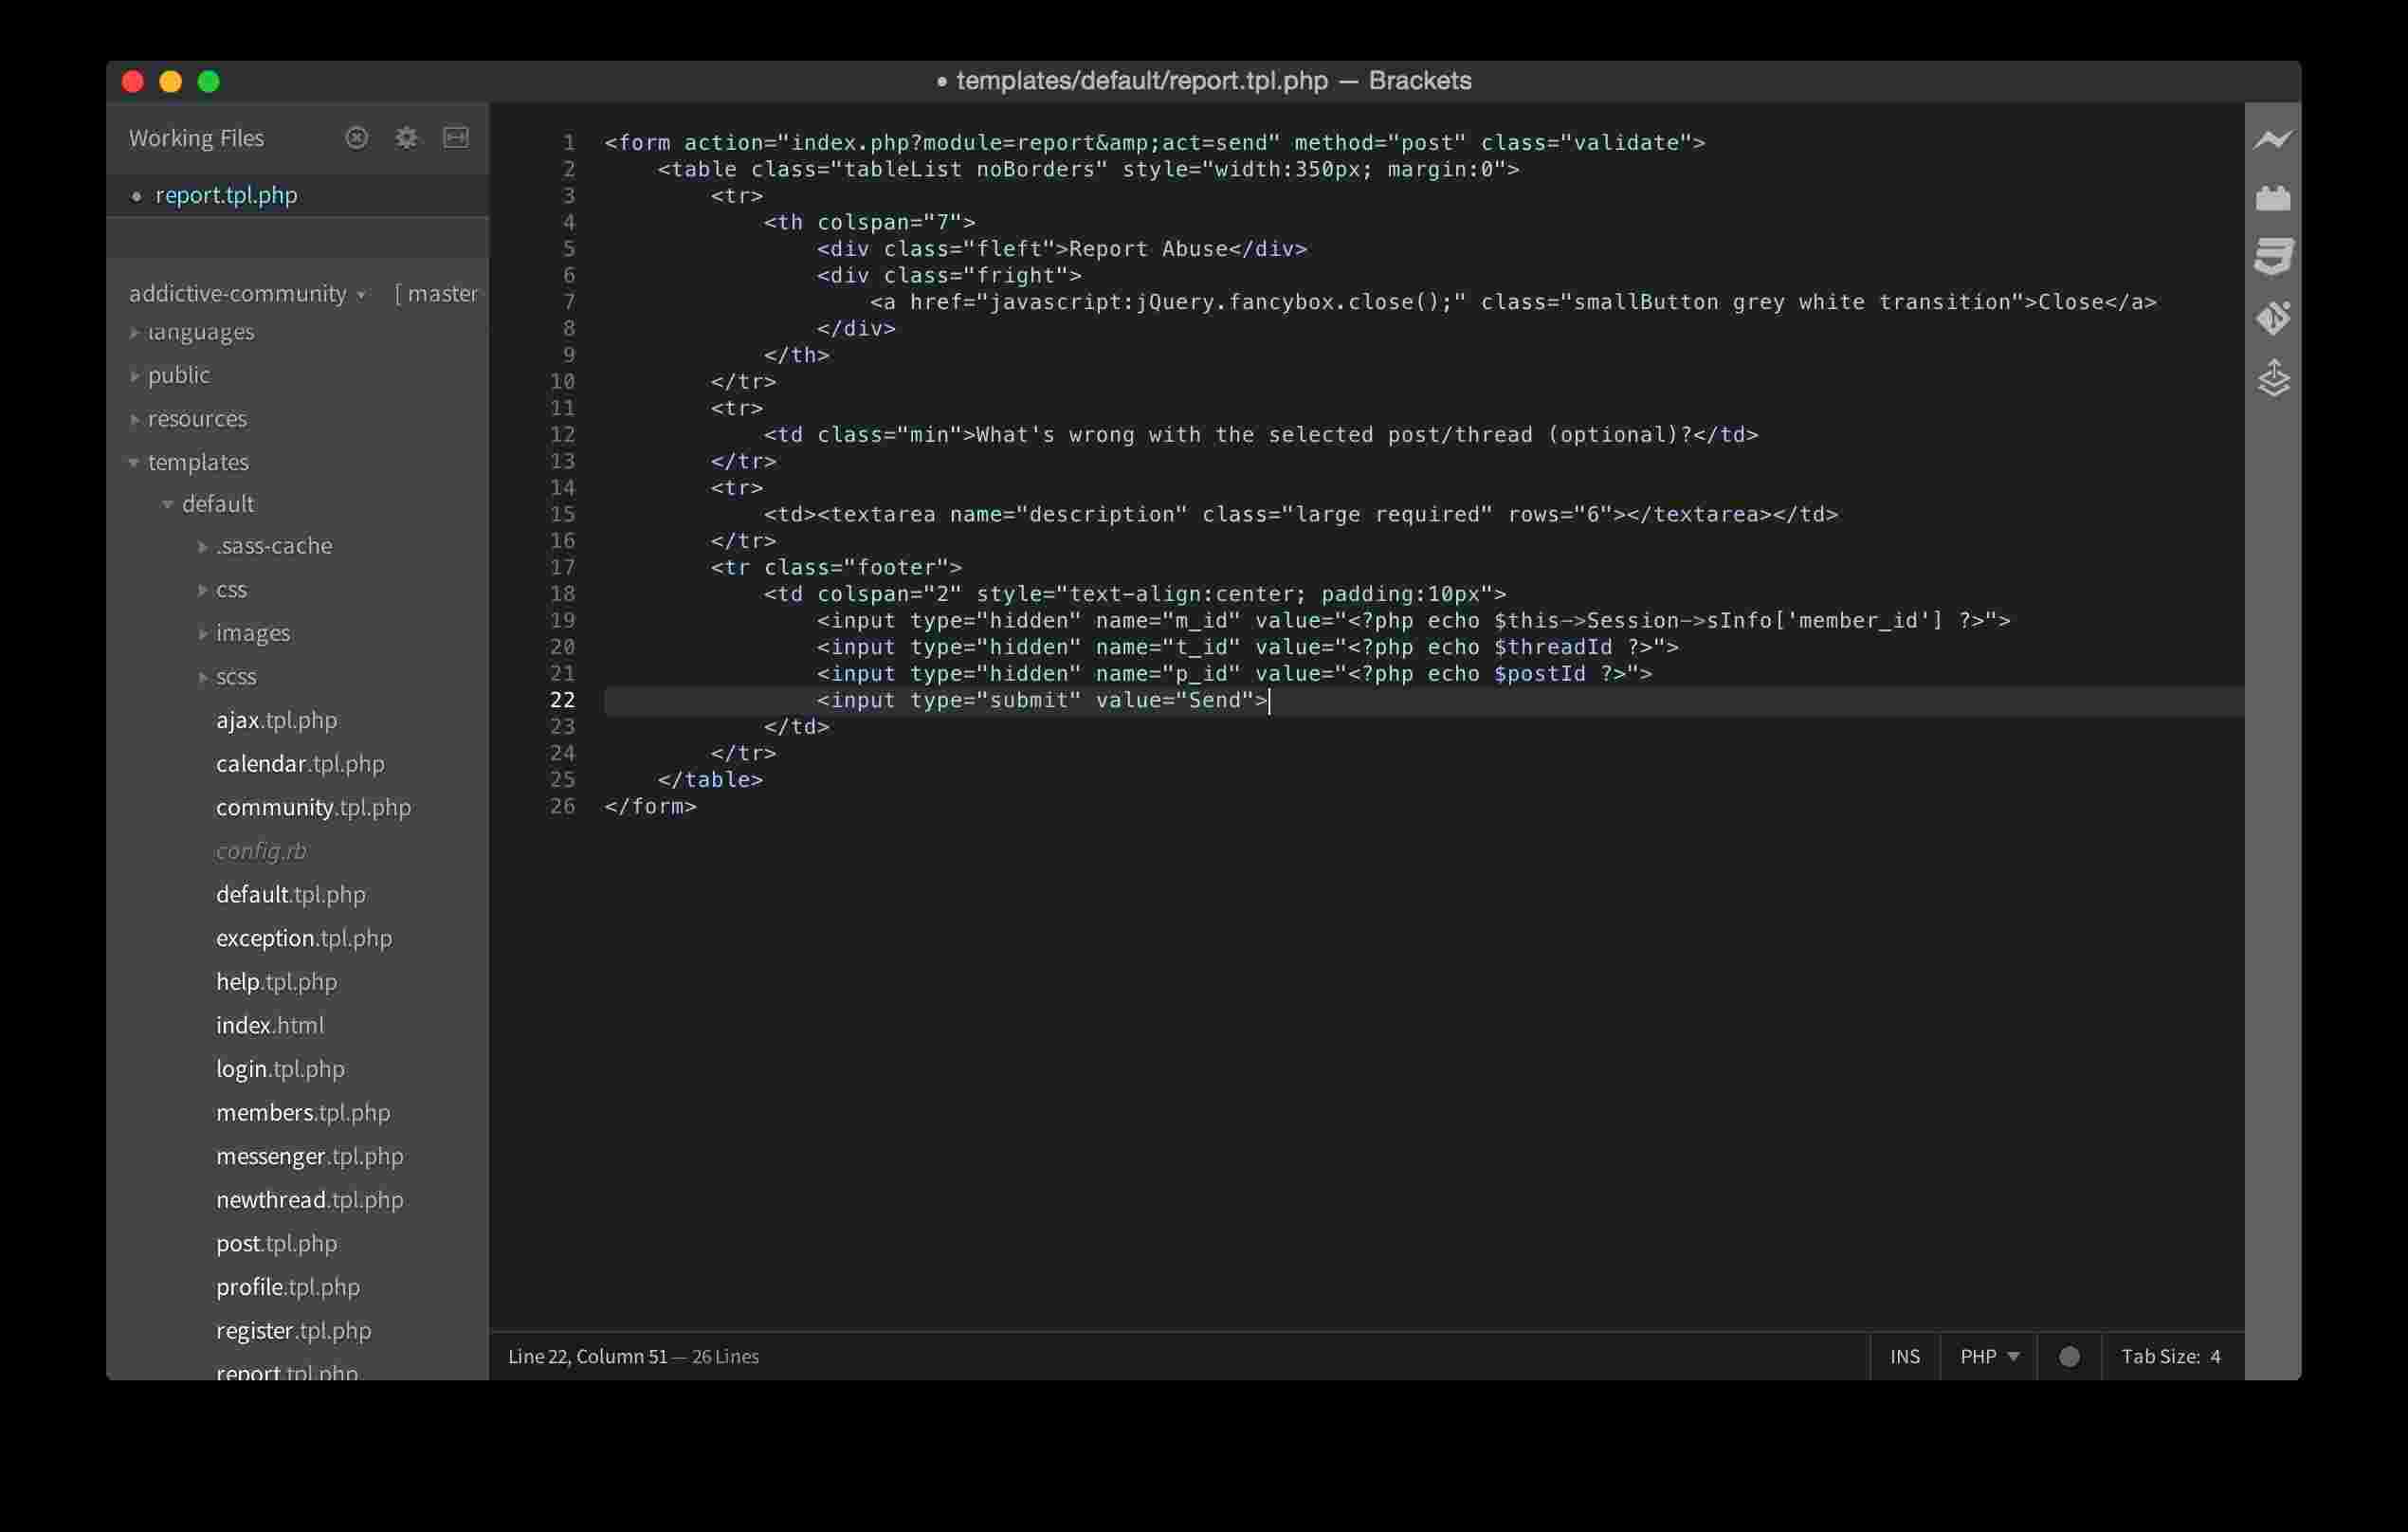 • templates/default/report.tpl.php — Brackets
Working Files
• report.tpl.php
addictive-community ▾ [ master
languages
public
resources
templates
default
.sass-cache
css
images
scss
ajax.tpl.php
calendar.tpl.php
community.tpl.php
config.rb
default.tpl.php
exception.tpl.php
help.tpl.php
index.html
login.tpl.php
members.tpl.php
messenger.tpl.php
newthread.tpl.php
post.tpl.php
profile.tpl.php
register.tpl.php
report.tpl.php
1 <form action="index.php?module=report&amp;act=send" method="post" class="validate">
2     <table class="tableList noBorders" style="width:350px; margin:0">
3         <tr>
4             <th colspan="7">
5                 <div class="fleft">Report Abuse</div>
6                 <div class="fright">
7                     <a href="javascript:jQuery.fancybox.close();" class="smallButton grey white transition">Close</a>
8                 </div>
9             </th>
10         </tr>
11         <tr>
12             <td class="min">What's wrong with the selected post/thread (optional)?</td>
13         </tr>
14         <tr>
15             <td><textarea name="description" class="large required" rows="6"></textarea></td>
16         </tr>
17         <tr class="footer">
18             <td colspan="2" style="text-align:center; padding:10px">
19                 <input type="hidden" name="m_id" value="<?php echo $this->Session->sInfo['member_id'] ?>">
20                 <input type="hidden" name="t_id" value="<?php echo $threadId ?>">
21                 <input type="hidden" name="p_id" value="<?php echo $postId ?>">
22                 <input type="submit" value="Send">
23             </td>
24         </tr>
25     </table>
26 </form>
Line 22, Column 51 — 26 Lines
INS PHP Tab Size: 4